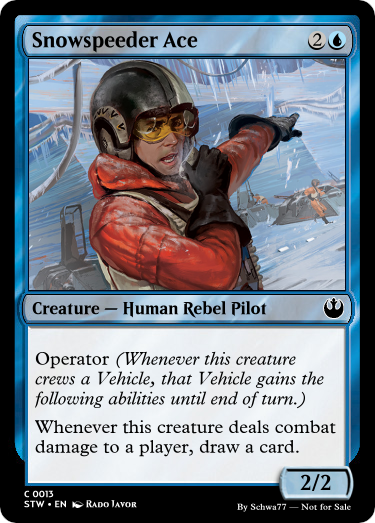 Snowspeeder Ace 2
Creature — Human Rebel Pilot
Operator (Whenever this creature
crews a Vehicle, that Vehicle gains the
following abilities until end of turn.)
Whenever this creature deals combat
damage to a player, draw a card.
2/2
C 0013
STW • EN Rado Javor
By Schwa77 — Not for Sale